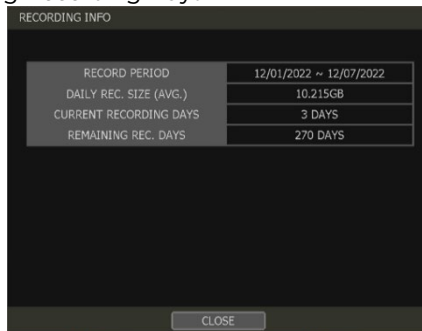 RECORDING INFO
RECORD PERIOD 12/01/2022 ~ 12/07/2022
DAILY REC. SIZE (AVG.) 10.215GB
CURRENT RECORDING DAYS 3 DAYS
REMAINING REC. DAYS 270 DAYS
CLOSE